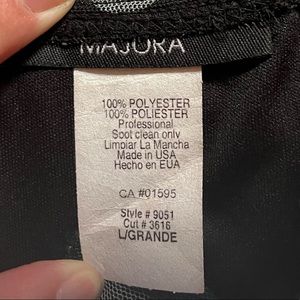 MAJORA
100% POLYESTER
100% POLIESTER
Professional
Spot clean only
Limpiar La Mancha
Made in USA
Hecho en EUA
CA #01595
Style # 9051
Cut # 3616
L/GRANDE